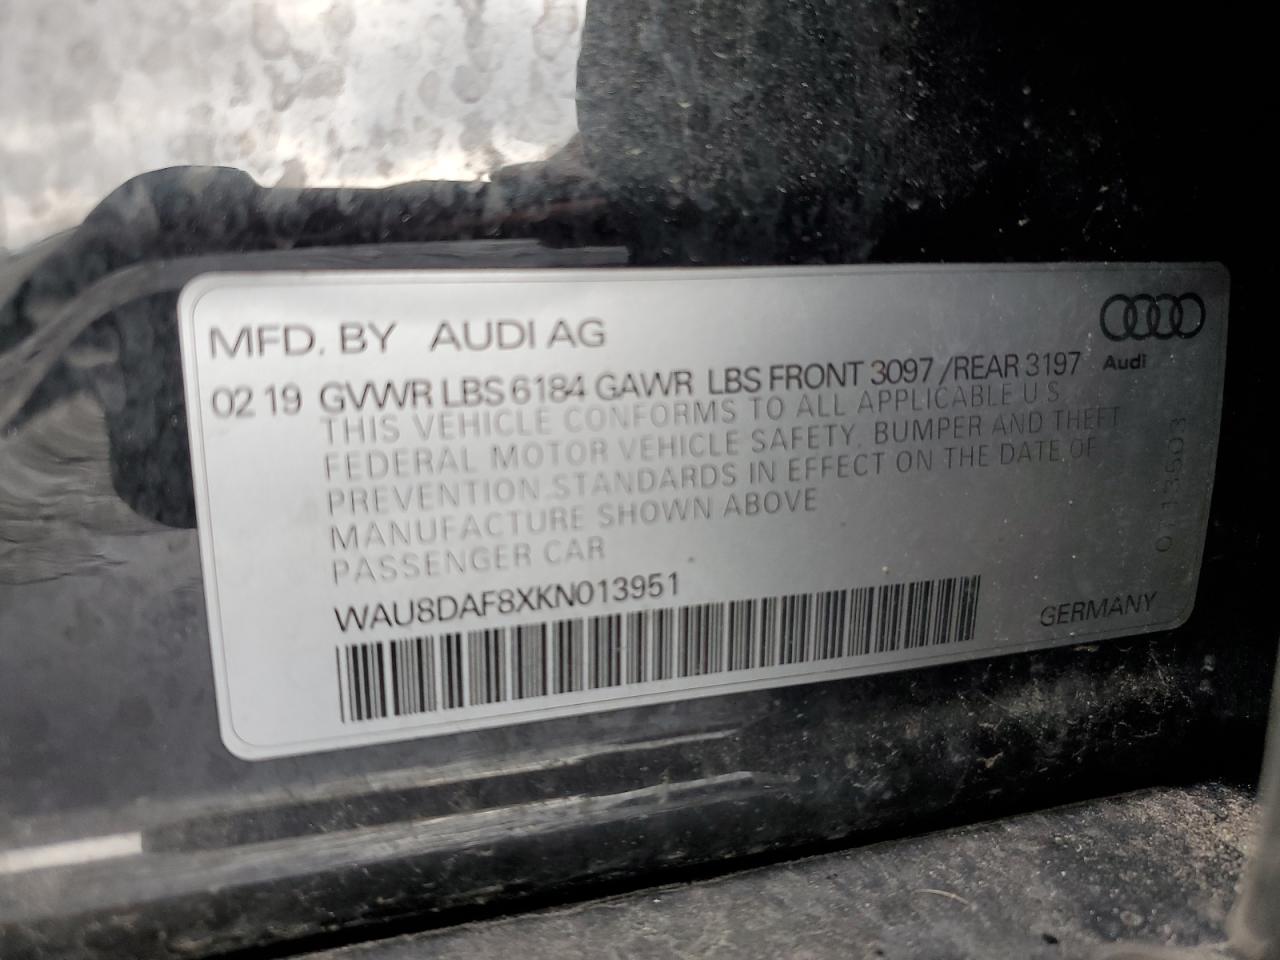 MFD. BY AUDI AG
Audi
02 19 GVWR LBS 6184 GAWR LBS FRONT 3097 /REAR 3197
THIS VEHICLE CONFORMS TO ALL APPLICABLE U S
FEDERAL MOTOR VEHICLE SAFETY, BUMPER AND THEFT
PREVENTION STANDARDS IN EFFECT ON THE DATE OF
MANUFACTURE SHOWN ABOVE
PASSENGER CAR
WAU8DAF8XKN013951
GERMANY